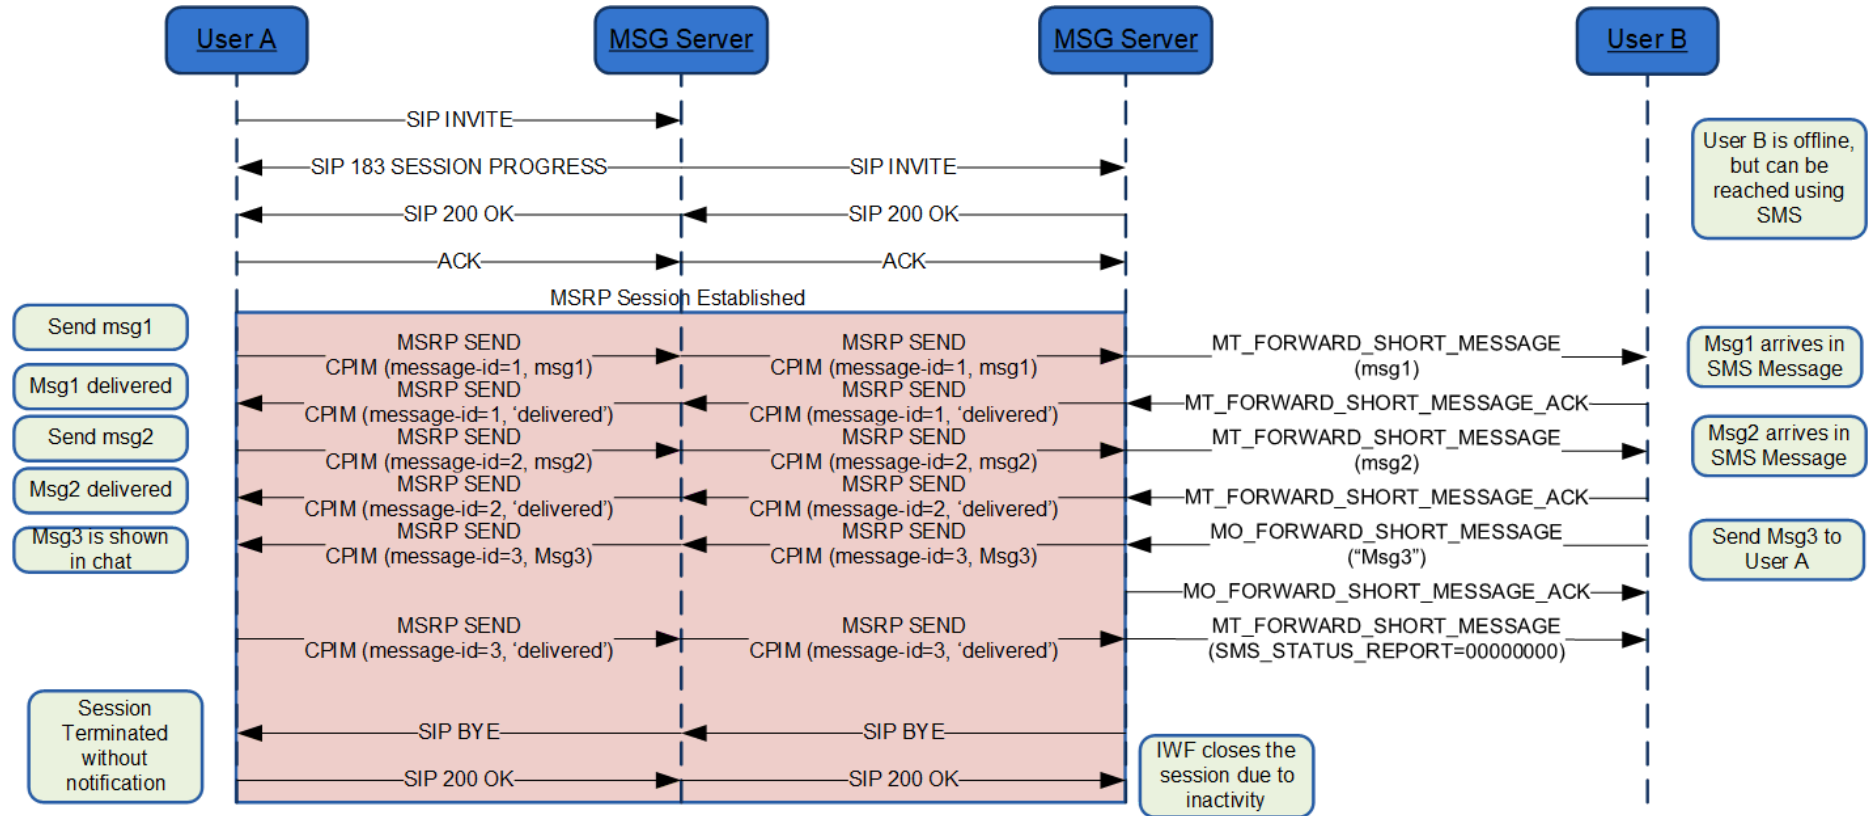 User A
MSG Server
MSG Server
User B
SIP INVITE
User B is offline,
but can be
reached using
SMS
SIP 183 SESSION PROGRESS
SIP INVITE
SIP 200 OK
SIP 200 OK
ACK
ACK
MSRP Session Established
Send msg1
MSRP SEND
CPIM (message-id=1, msg1)
MSRP SEND
CPIM (message-id=1, msg1)
MT_FORWARD_SHORT_MESSAGE
(msg1)
Msg1 arrives in
SMS Message
Msg1 delivered
MSRP SEND
CPIM (message-id=1, ‘delivered’)
MSRP SEND
CPIM (message-id=1, ‘delivered’)
MT_FORWARD_SHORT_MESSAGE_ACK
Send msg2
MSRP SEND
CPIM (message-id=2, msg2)
MSRP SEND
CPIM (message-id=2, msg2)
MT_FORWARD_SHORT_MESSAGE
(msg2)
Msg2 arrives in
SMS Message
Msg2 delivered
MSRP SEND
CPIM (message-id=2, ‘delivered’)
MSRP SEND
CPIM (message-id=2, ‘delivered’)
MT_FORWARD_SHORT_MESSAGE_ACK
Msg3 is shown
in chat
MSRP SEND
CPIM (message-id=3, Msg3)
MSRP SEND
CPIM (message-id=3, Msg3)
MO_FORWARD_SHORT_MESSAGE
(“Msg3”)
Send Msg3 to
User A
MO_FORWARD_SHORT_MESSAGE_ACK
MSRP SEND
CPIM (message-id=3, ‘delivered’)
MSRP SEND
CPIM (message-id=3, ‘delivered’)
MT_FORWARD_SHORT_MESSAGE
(SMS_STATUS_REPORT=00000000)
Session
Terminated
without
notification
SIP BYE
SIP BYE
SIP 200 OK
SIP 200 OK
IWF closes the
session due to
inactivity